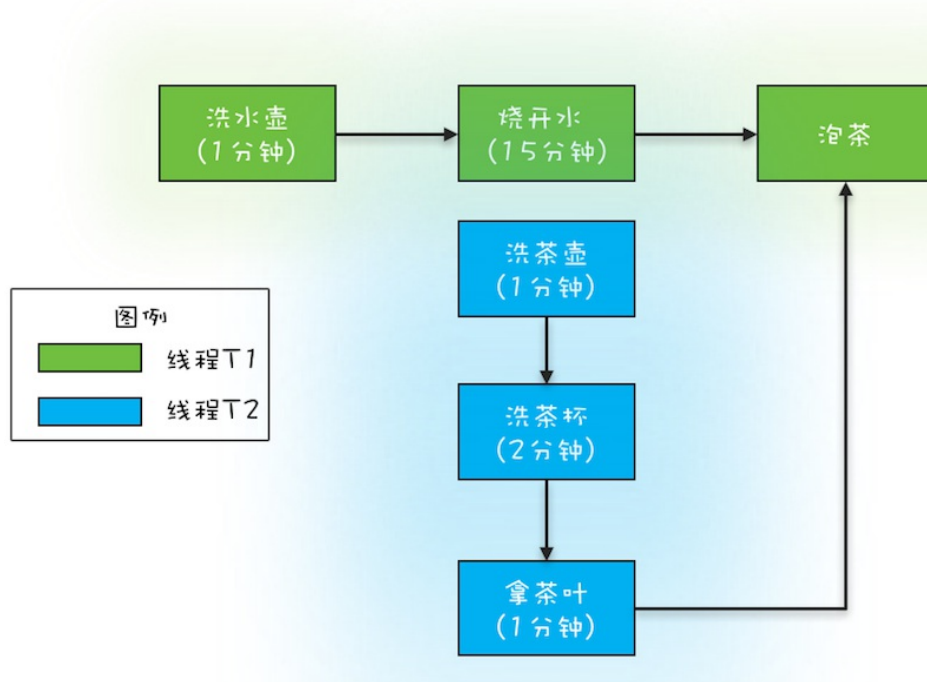 洗水壶
(1分钟)
烧开水
(15分钟)
泡茶
洗茶壶
(1分钟)
图例
线程T1
线程T2
洗茶杯
(2分钟)
拿茶叶
(1分钟)